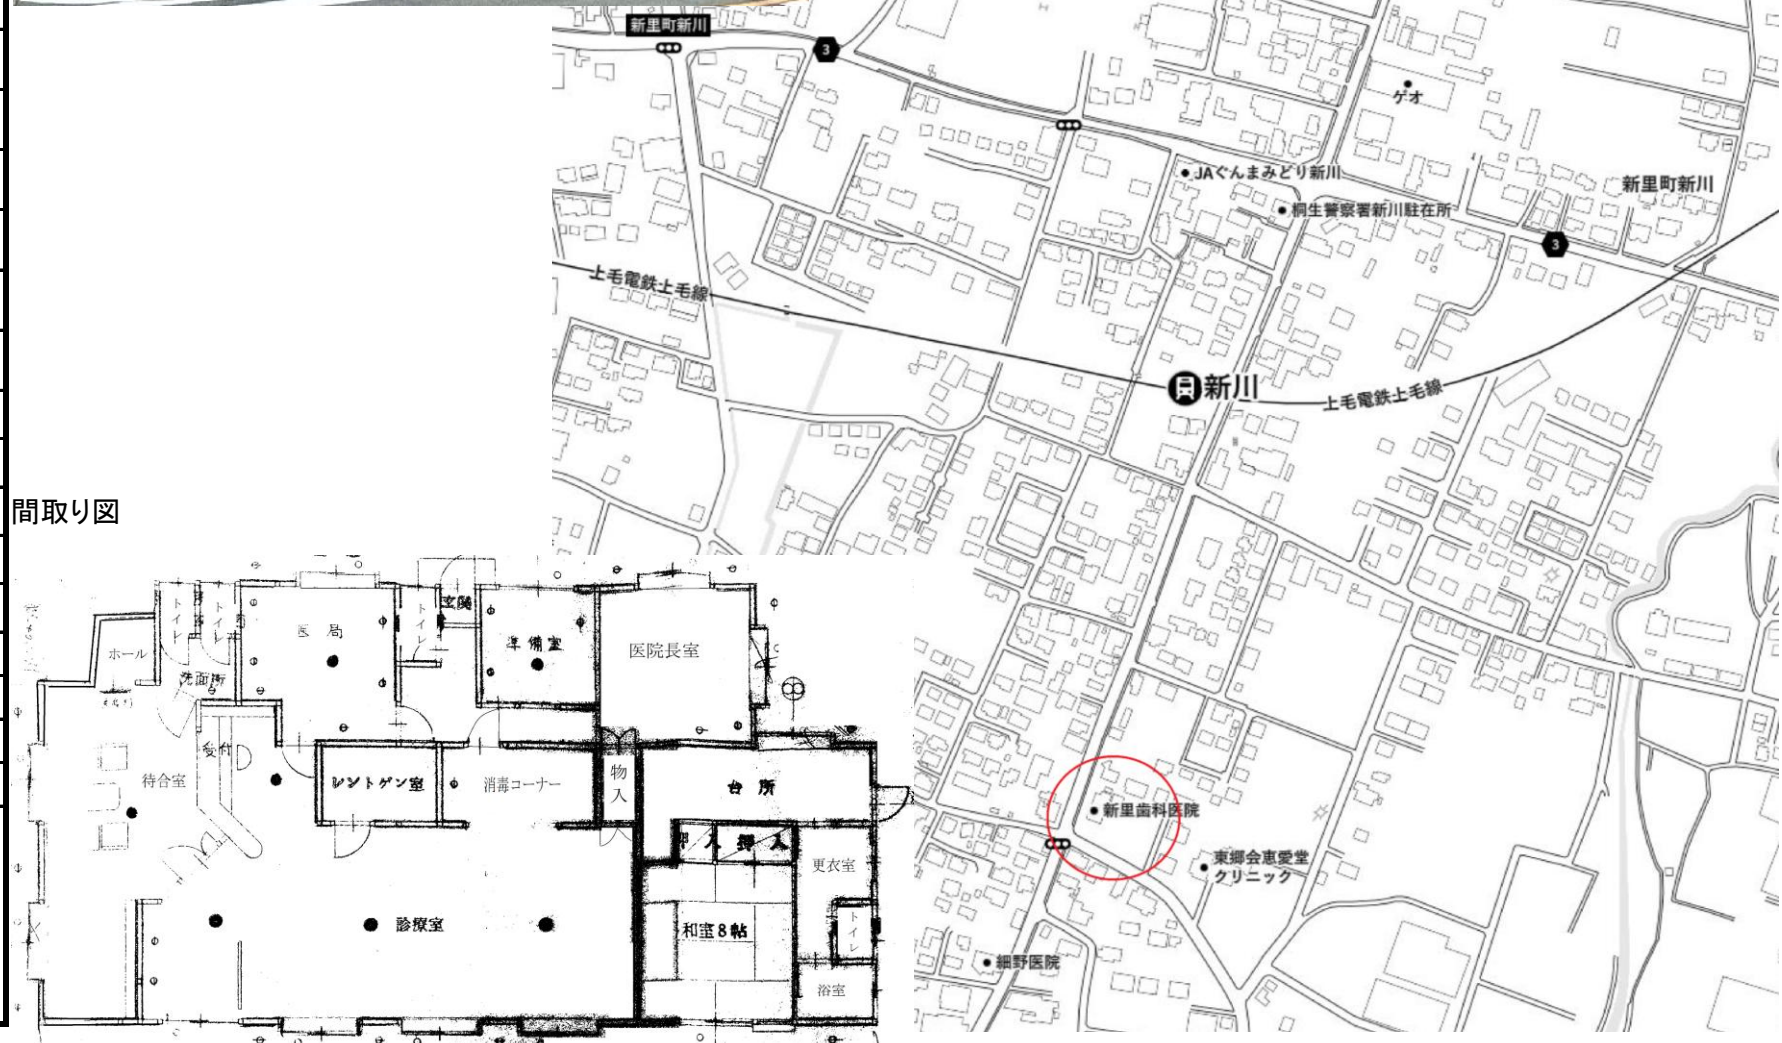 新里町新川
3
ゲオ
JAぐんまみどり新川
新里町新川
桐生警察署新川駐在所
3
上毛電鉄上毛線
新川
上毛電鉄上毛線
新里歯科医院
東郷会恵愛堂
クリニック
細野医院
間取り図
トイレ
トイレ
医局
トイレ
玄関
準備室
医院長室
ホール
洗面所
受付
待合室
レントゲン室
消毒コーナー
物入
台所
押入
更衣室
診療室
和室8帖
トイレ
浴室